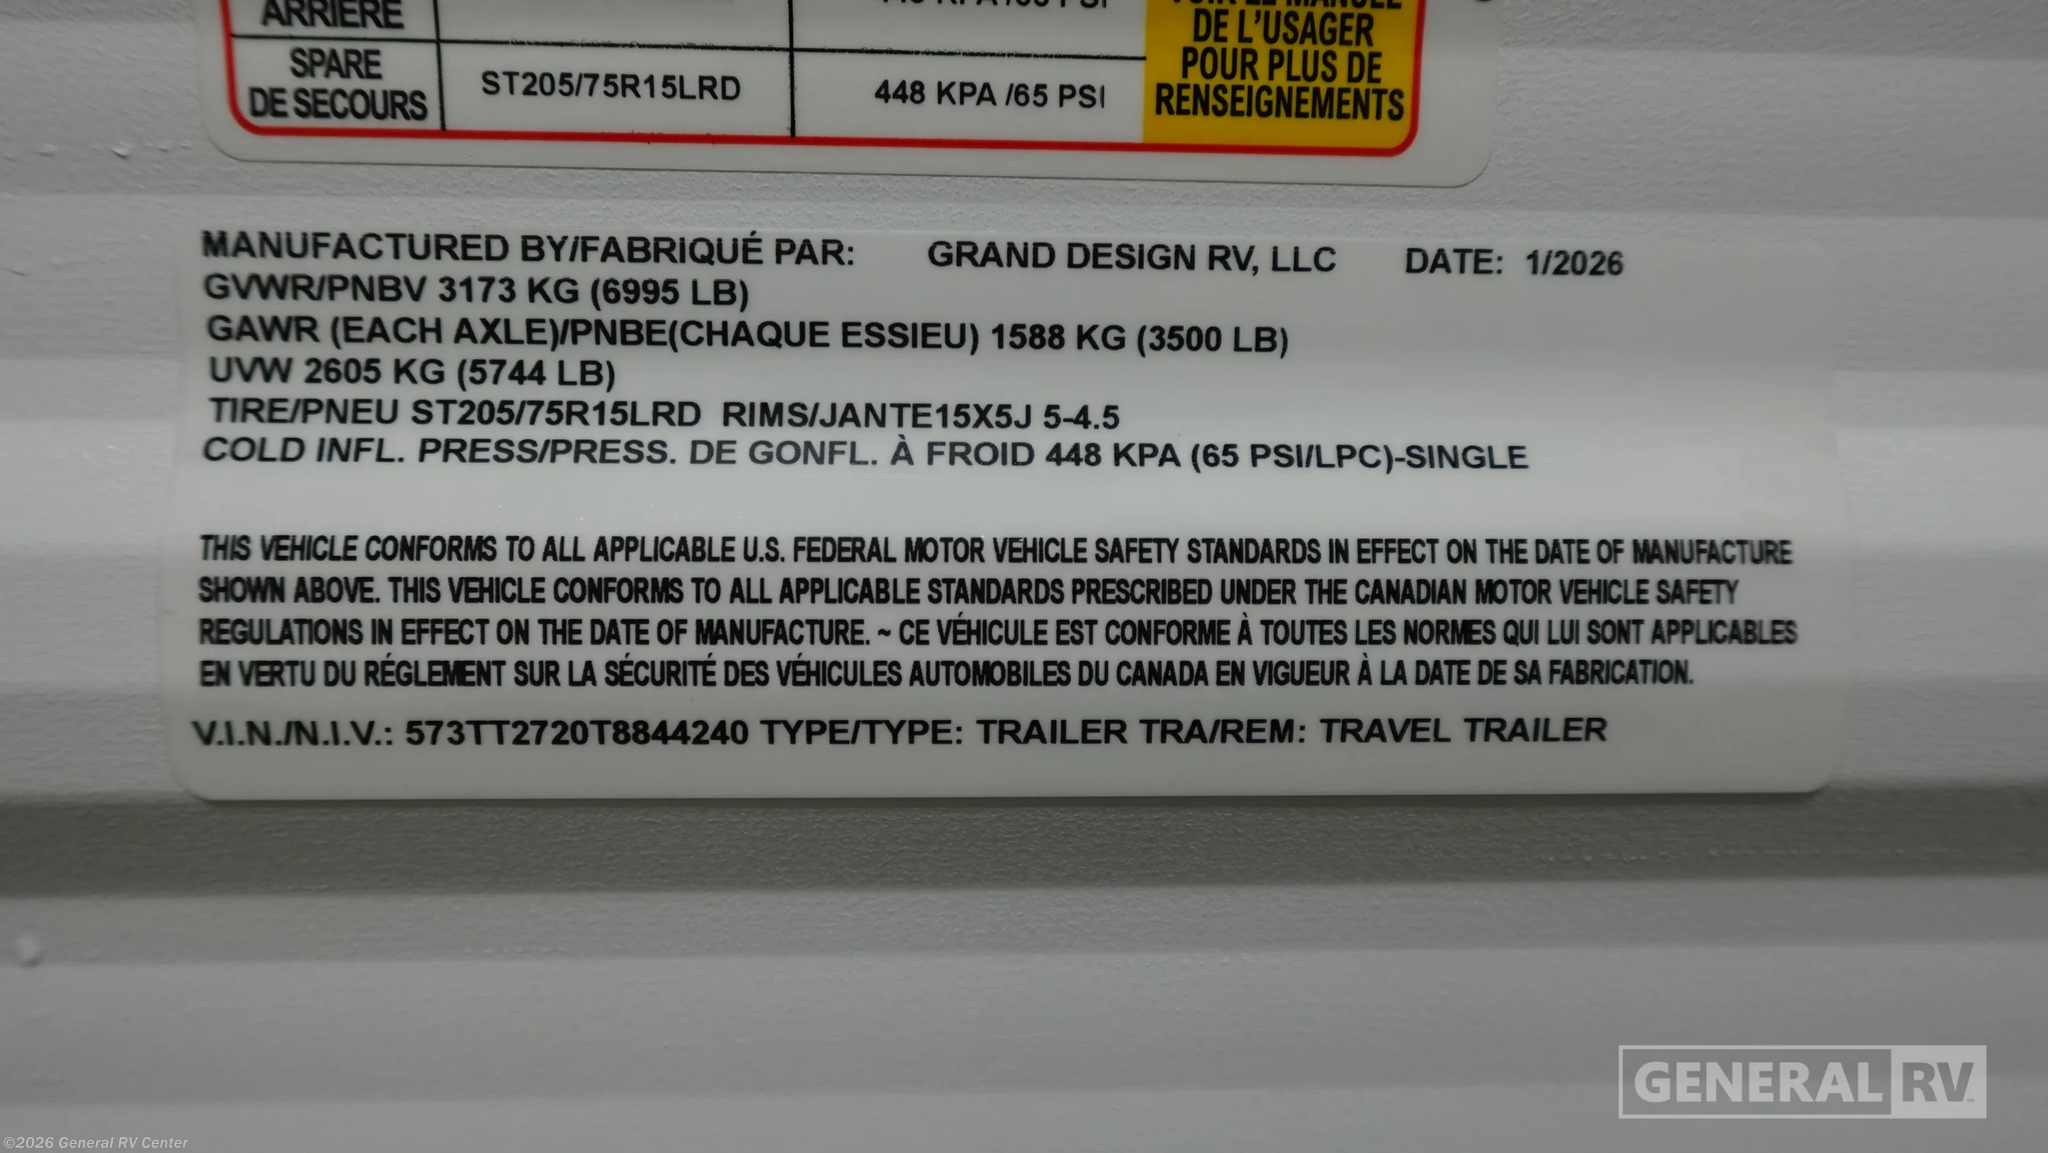 ARRIÈRE 448 KPA /65 PSI VOIR LE MANUEL
DE L'USAGER
POUR PLUS DE
RENSEIGNEMENTS
SPARE
DE SECOURS ST205/75R15LRD 448 KPA /65 PSI
MANUFACTURED BY/FABRIQUÉ PAR: GRAND DESIGN RV, LLC DATE: 1/2026
GVWR/PNBV 3173 KG (6995 LB)
GAWR (EACH AXLE)/PNBE(CHAQUE ESSIEU) 1588 KG (3500 LB)
UVW 2605 KG (5744 LB)
TIRE/PNEU ST205/75R15LRD RIMS/JANTE15X5J 5-4.5
COLD INFL. PRESS/PRESS. DE GONFL. À FROID 448 KPA (65 PSI/LPC)-SINGLE
THIS VEHICLE CONFORMS TO ALL APPLICABLE U.S. FEDERAL MOTOR VEHICLE SAFETY STANDARDS IN EFFECT ON THE DATE OF MANUFACTURE
SHOWN ABOVE. THIS VEHICLE CONFORMS TO ALL APPLICABLE STANDARDS PRESCRIBED UNDER THE CANADIAN MOTOR VEHICLE SAFETY
REGULATIONS IN EFFECT ON THE DATE OF MANUFACTURE. ~ CE VÉHICULE EST CONFORME À TOUTES LES NORMES QUI LUI SONT APPLICABLES
EN VERTU DU RÉGLEMENT SUR LA SÉCURITÉ DES VÉHICULES AUTOMOBILES DU CANADA EN VIGUEUR À LA DATE DE SA FABRICATION.
V.I.N./N.I.V.: 573TT2720T8844240 TYPE/TYPE: TRAILER TRA/REM: TRAVEL TRAILER
GENERAL RV
©2026 General RV Center